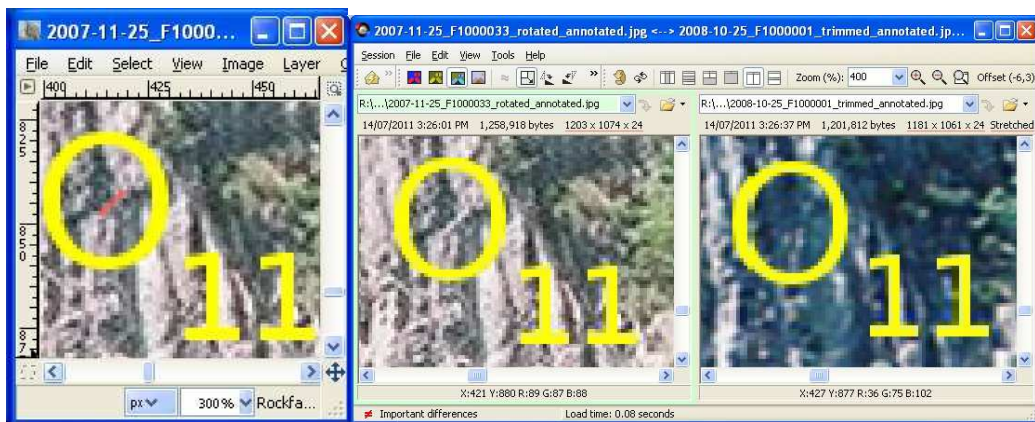 2007-11-25_F1000...
File Edit Select View Image Layer
400 425 450
825
850
11
px 300% Rockfa...
2007-11-25_F1000033_rotated_annotated.jpg <--> 2008-10-25_F1000001_trimmed_annotated.jp...
Session File Edit View Tools Help
Zoom (%): 400 Offset (-6,3)
R:\...\2007-11-25_F1000033_rotated_annotated.jpg
R:\...\2008-10-25_F1000001_trimmed_annotated.jpg
14/07/2011 3:26:01 PM 1,258,918 bytes 1203 x 1074 x 24
14/07/2011 3:26:37 PM 1,201,812 bytes 1181 x 1061 x 24 Stretched
11
11
X:421 Y:880 R:89 G:87 B:88
X:427 Y:877 R:36 G:75 B:102
Important differences Load time: 0.08 seconds